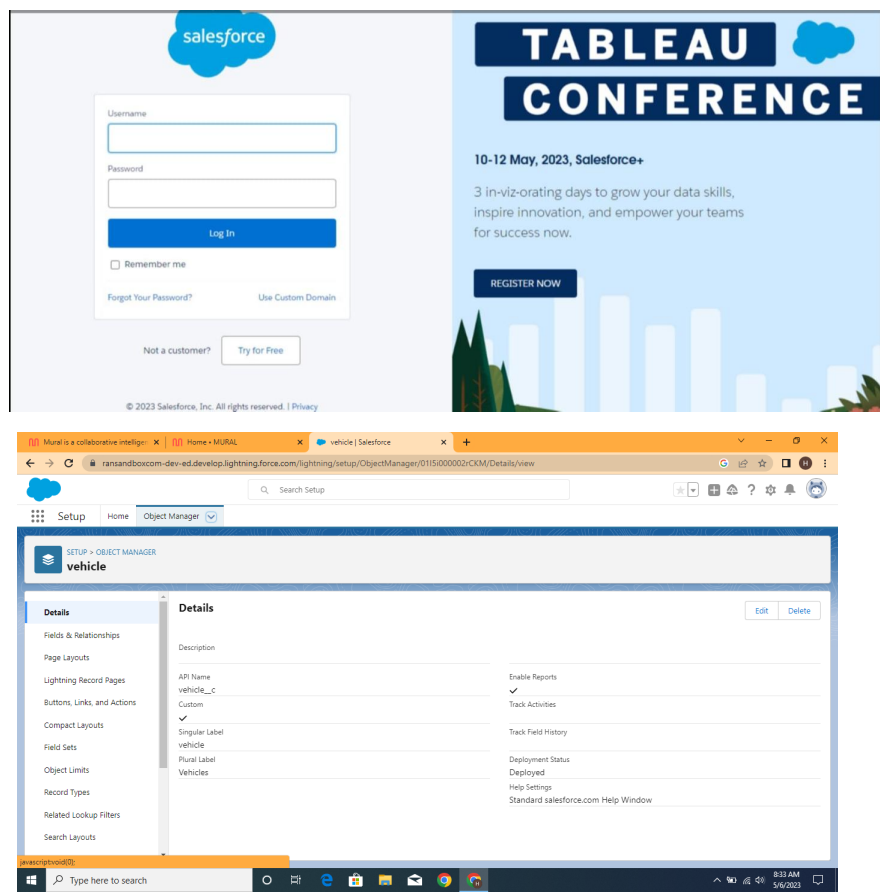 salesforce
Username
Password
Log In
Remember me
Forgot Your Password? Use Custom Domain
Not a customer? Try for Free
© 2023 Salesforce, Inc. All rights reserved. | Privacy
TABLEAU
CONFERENCE
10-12 May, 2023, Salesforce+
3 in-viz-orating days to grow your data skills,
inspire innovation, and empower your teams
for success now.
REGISTER NOW
Mural is a collaborative intelligen Home • MURAL vehicle | Salesforce
ransandboxcom-dev-ed.develop.lightning.force.com/lightning/setup/ObjectManager/01I5i000002rCKM/Details/view
Search Setup
Setup Home Object Manager
SETUP > OBJECT MANAGER
vehicle
Details
Fields & Relationships
Page Layouts
Lightning Record Pages
Buttons, Links, and Actions
Compact Layouts
Field Sets
Object Limits
Record Types
Related Lookup Filters
Search Layouts
Details
Edit Delete
Description
API Name
vehicle__c
Custom
Singular Label
vehicle
Plural Label
Vehicles
Enable Reports
Track Activities
Track Field History
Deployment Status
Deployed
Help Settings
Standard salesforce.com Help Window
javascript:void(0);
Type here to search
8:33 AM
5/6/2023